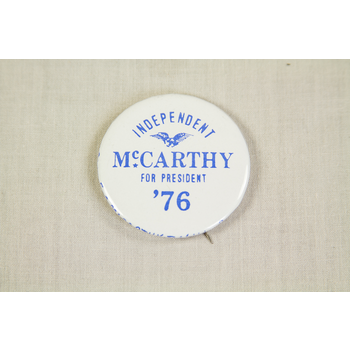 INDEPENDENT
McCARTHY
FOR PRESIDENT
'76